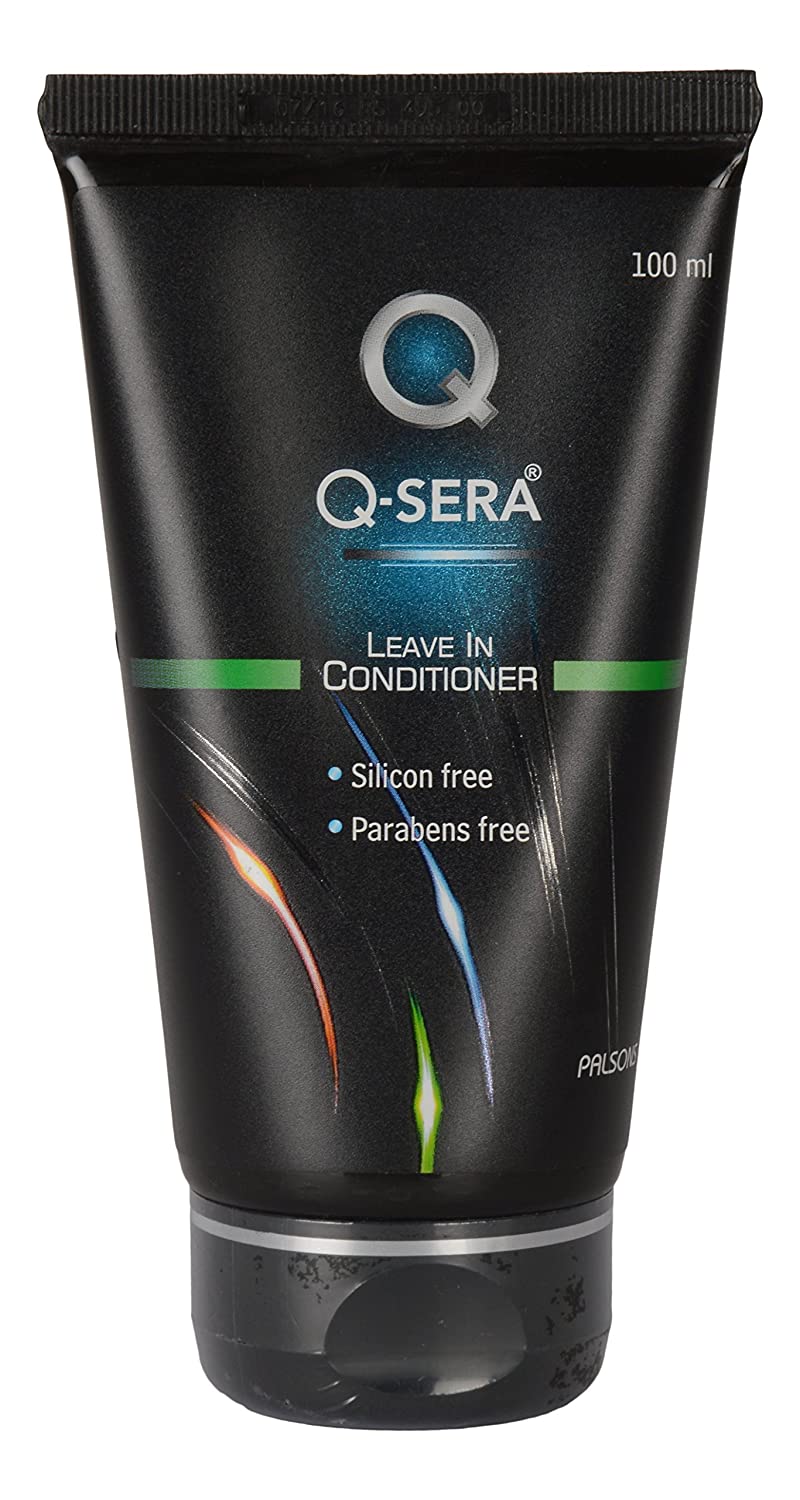 100 ml
Q
Q-SERA®
LEAVE IN
CONDITIONER
• Silicon free
• Parabens free
PALSONS